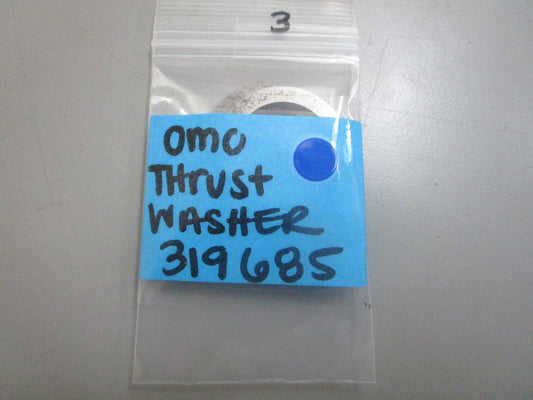 3
OMC
THrust
WASHER
319685